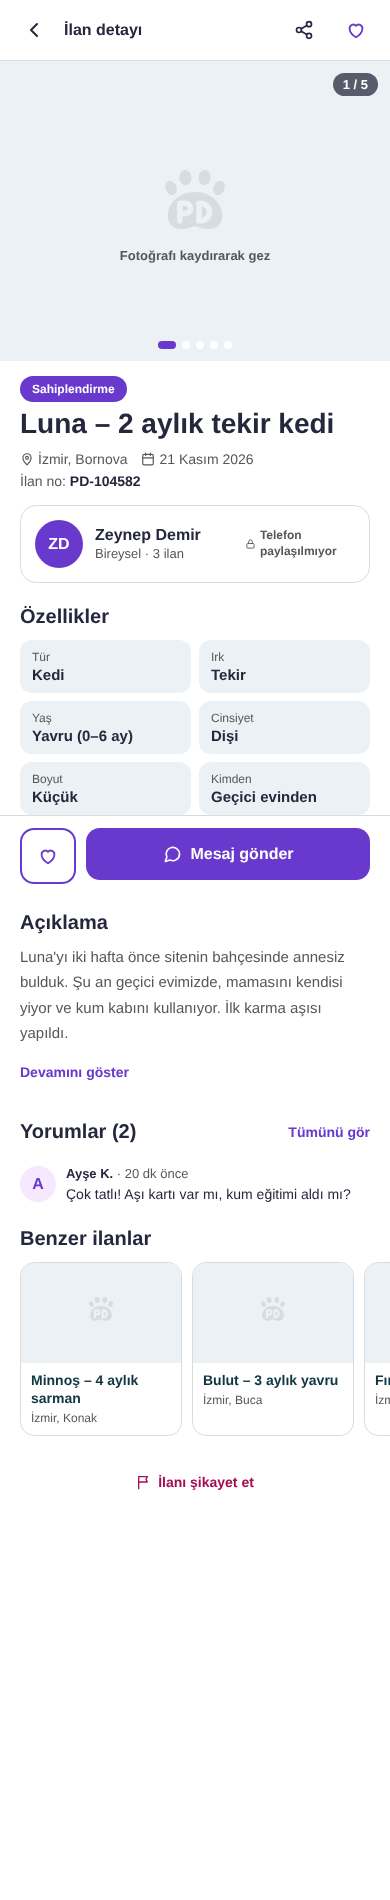 İlan detayı
1 / 5
PD
Fotoğrafı kaydırarak gez
Sahiplendirme
Luna – 2 aylık tekir kedi
İzmir, Bornova 21 Kasım 2026
İlan no: PD-104582
ZD
Zeynep Demir
Bireysel · 3 ilan
Telefon
paylaşılmıyor
Özellikler
Tür
Kedi
Irk
Tekir
Yaş
Yavru (0–6 ay)
Cinsiyet
Dişi
Boyut
Küçük
Kimden
Geçici evinden
Mesaj gönder
Açıklama
Luna'yı iki hafta önce sitenin bahçesinde annesiz
bulduk. Şu an geçici evimizde, mamasını kendisi
yiyor ve kum kabını kullanıyor. İlk karma aşısı
yapıldı.
Devamını göster
Yorumlar (2)
Tümünü gör
A
Ayşe K. · 20 dk önce
Çok tatlı! Aşı kartı var mı, kum eğitimi aldı mı?
Benzer ilanlar
PD
Minnoş – 4 aylık
sarman
İzmir, Konak
PD
Bulut – 3 aylık yavru
İzmir, Buca
İlanı şikayet et